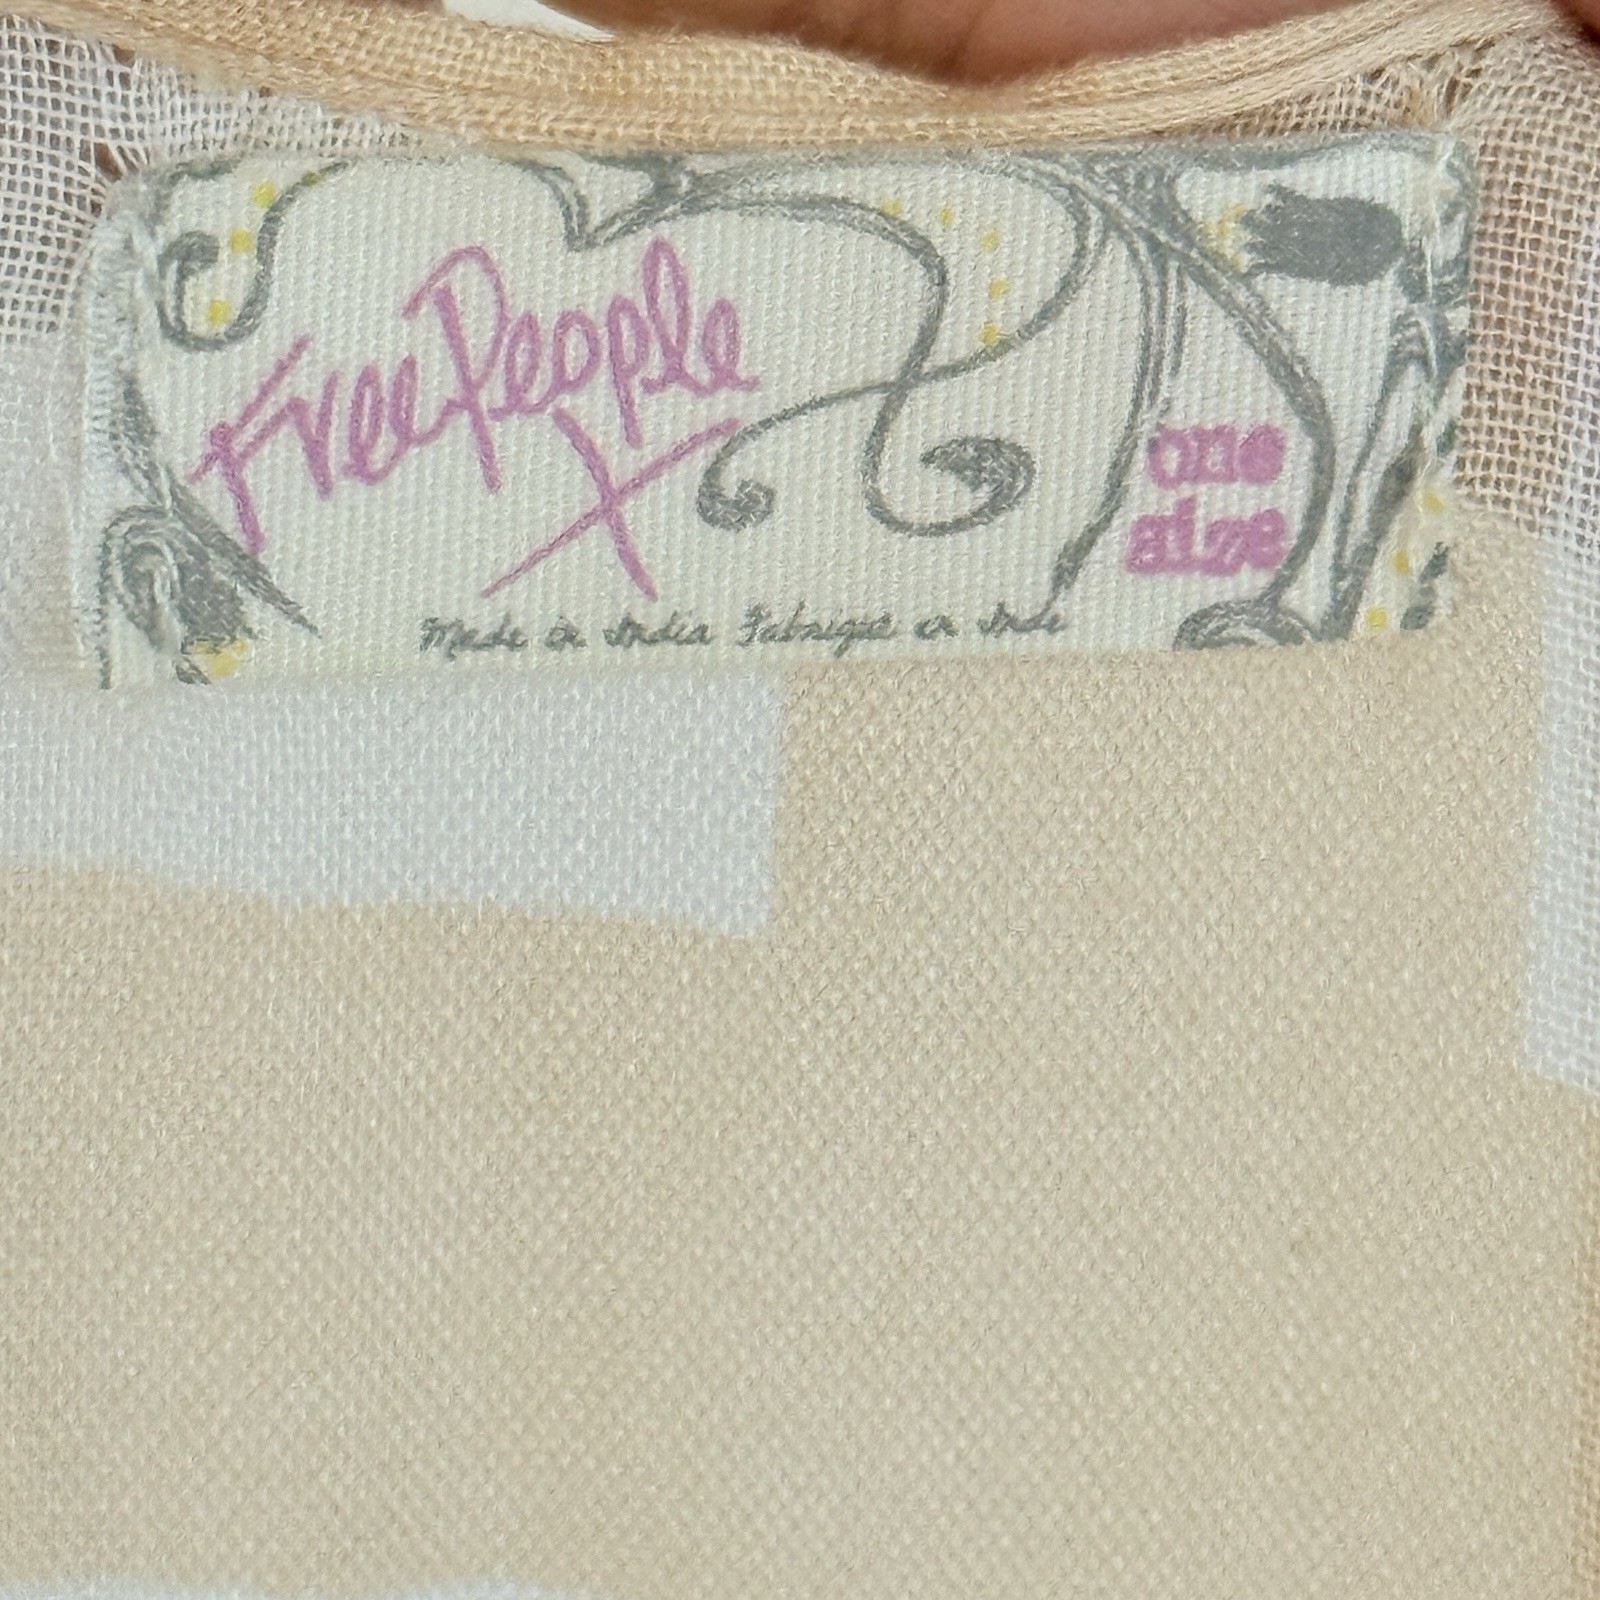 Free People
X
one
size
Made in India Fabriqué en Inde